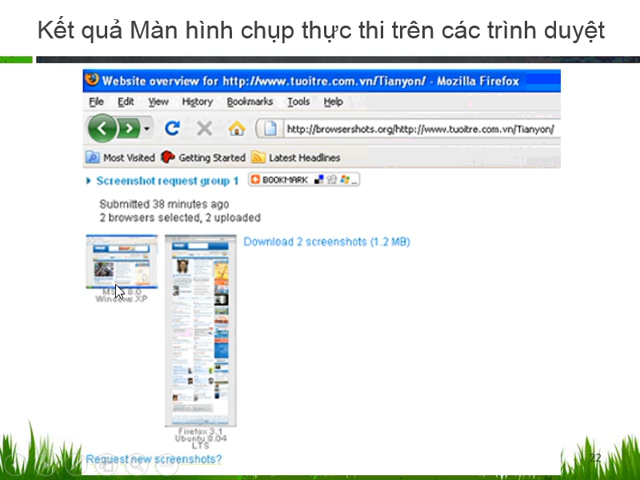 Kết quả Màn hình chụp thực thi trên các trình duyệt
Website overview for http://www.tuoitre.com.vn/Tianyon/ - Mozilla Firefox
File Edit View History Bookmarks Tools Help
http://browsershots.org/http://www.tuoitre.com.vn/Tianyon/
Most Visited Getting Started Latest Headlines
Screenshot request group 1 BOOKMARK
Submitted 38 minutes ago
2 browsers selected, 2 uploaded
Download 2 screenshots (1.2 MB)
8.0
Windows XP
Firefox 3.1
Ubuntu 8.04
LTS
Request new screenshots?
22